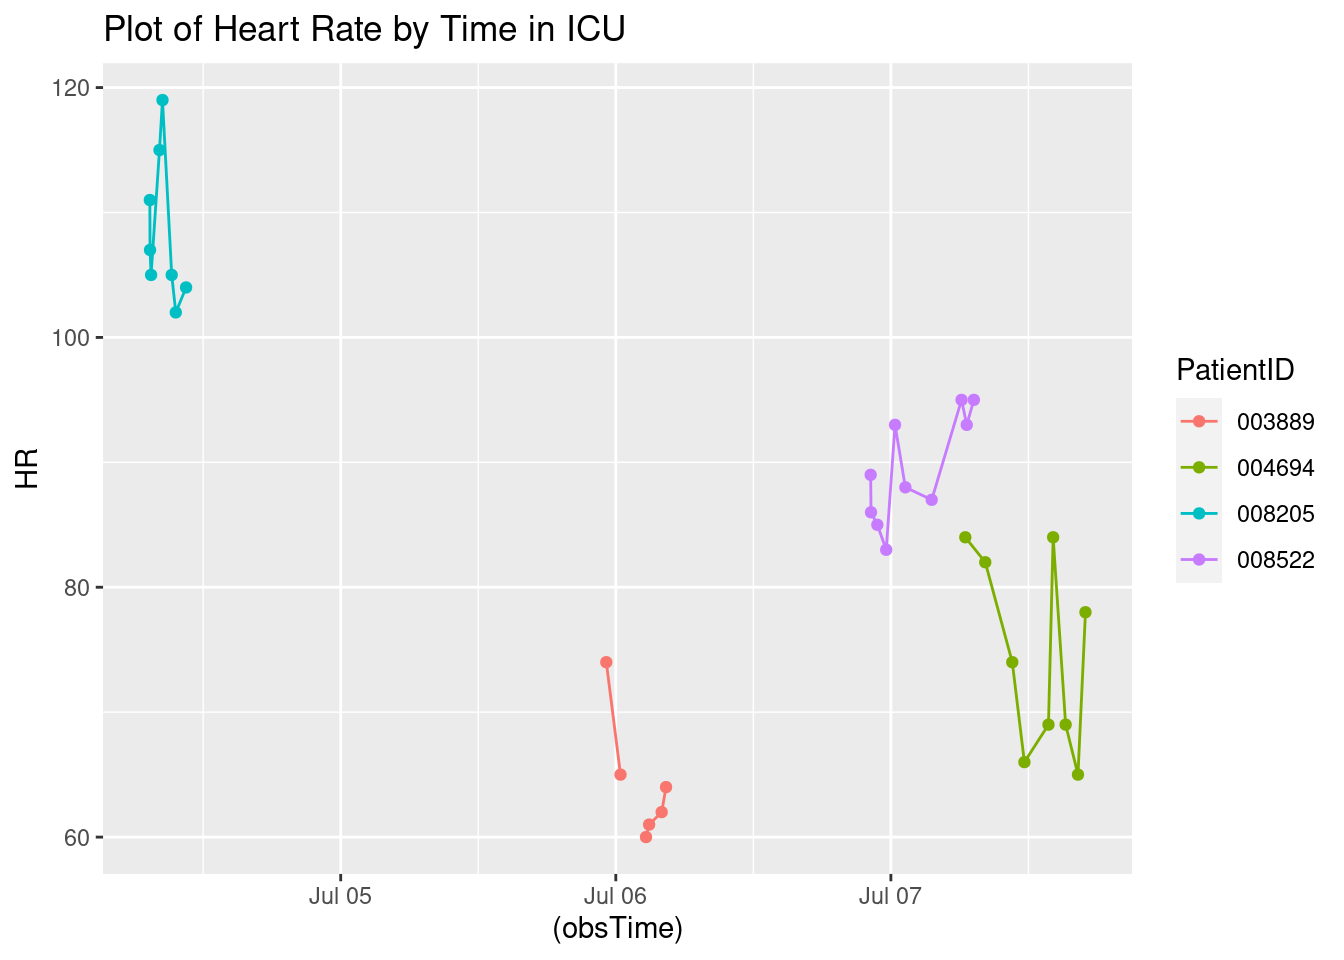 Plot of Heart Rate by Time in ICU
120
100
80
60
HR
Jul 05
Jul 06
Jul 07
(obsTime)
PatientID
003889
004694
008205
008522